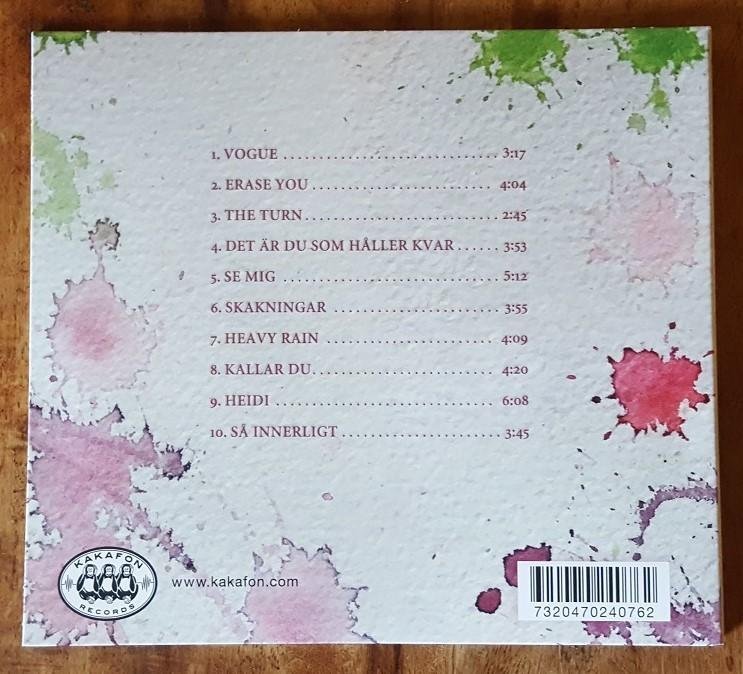 1. VOGUE .............................. 3:17
2. ERASE YOU ......................... 4:04
3. THE TURN ........................... 2:45
4. DET ÄR DU SOM HÅLLER KVAR ...... 3:53
5. SE MIG .............................. 5:12
6. SKAKNINGAR ....................... 3:55
7. HEAVY RAIN ........................ 4:09
8. KALLAR DU ......................... 4:20
9. HEIDI ............................... 6:08
10. SÅ INNERLIGT ...................... 3:45
KAKAFON
RECORDS
www.kakafon.com
7320470240762